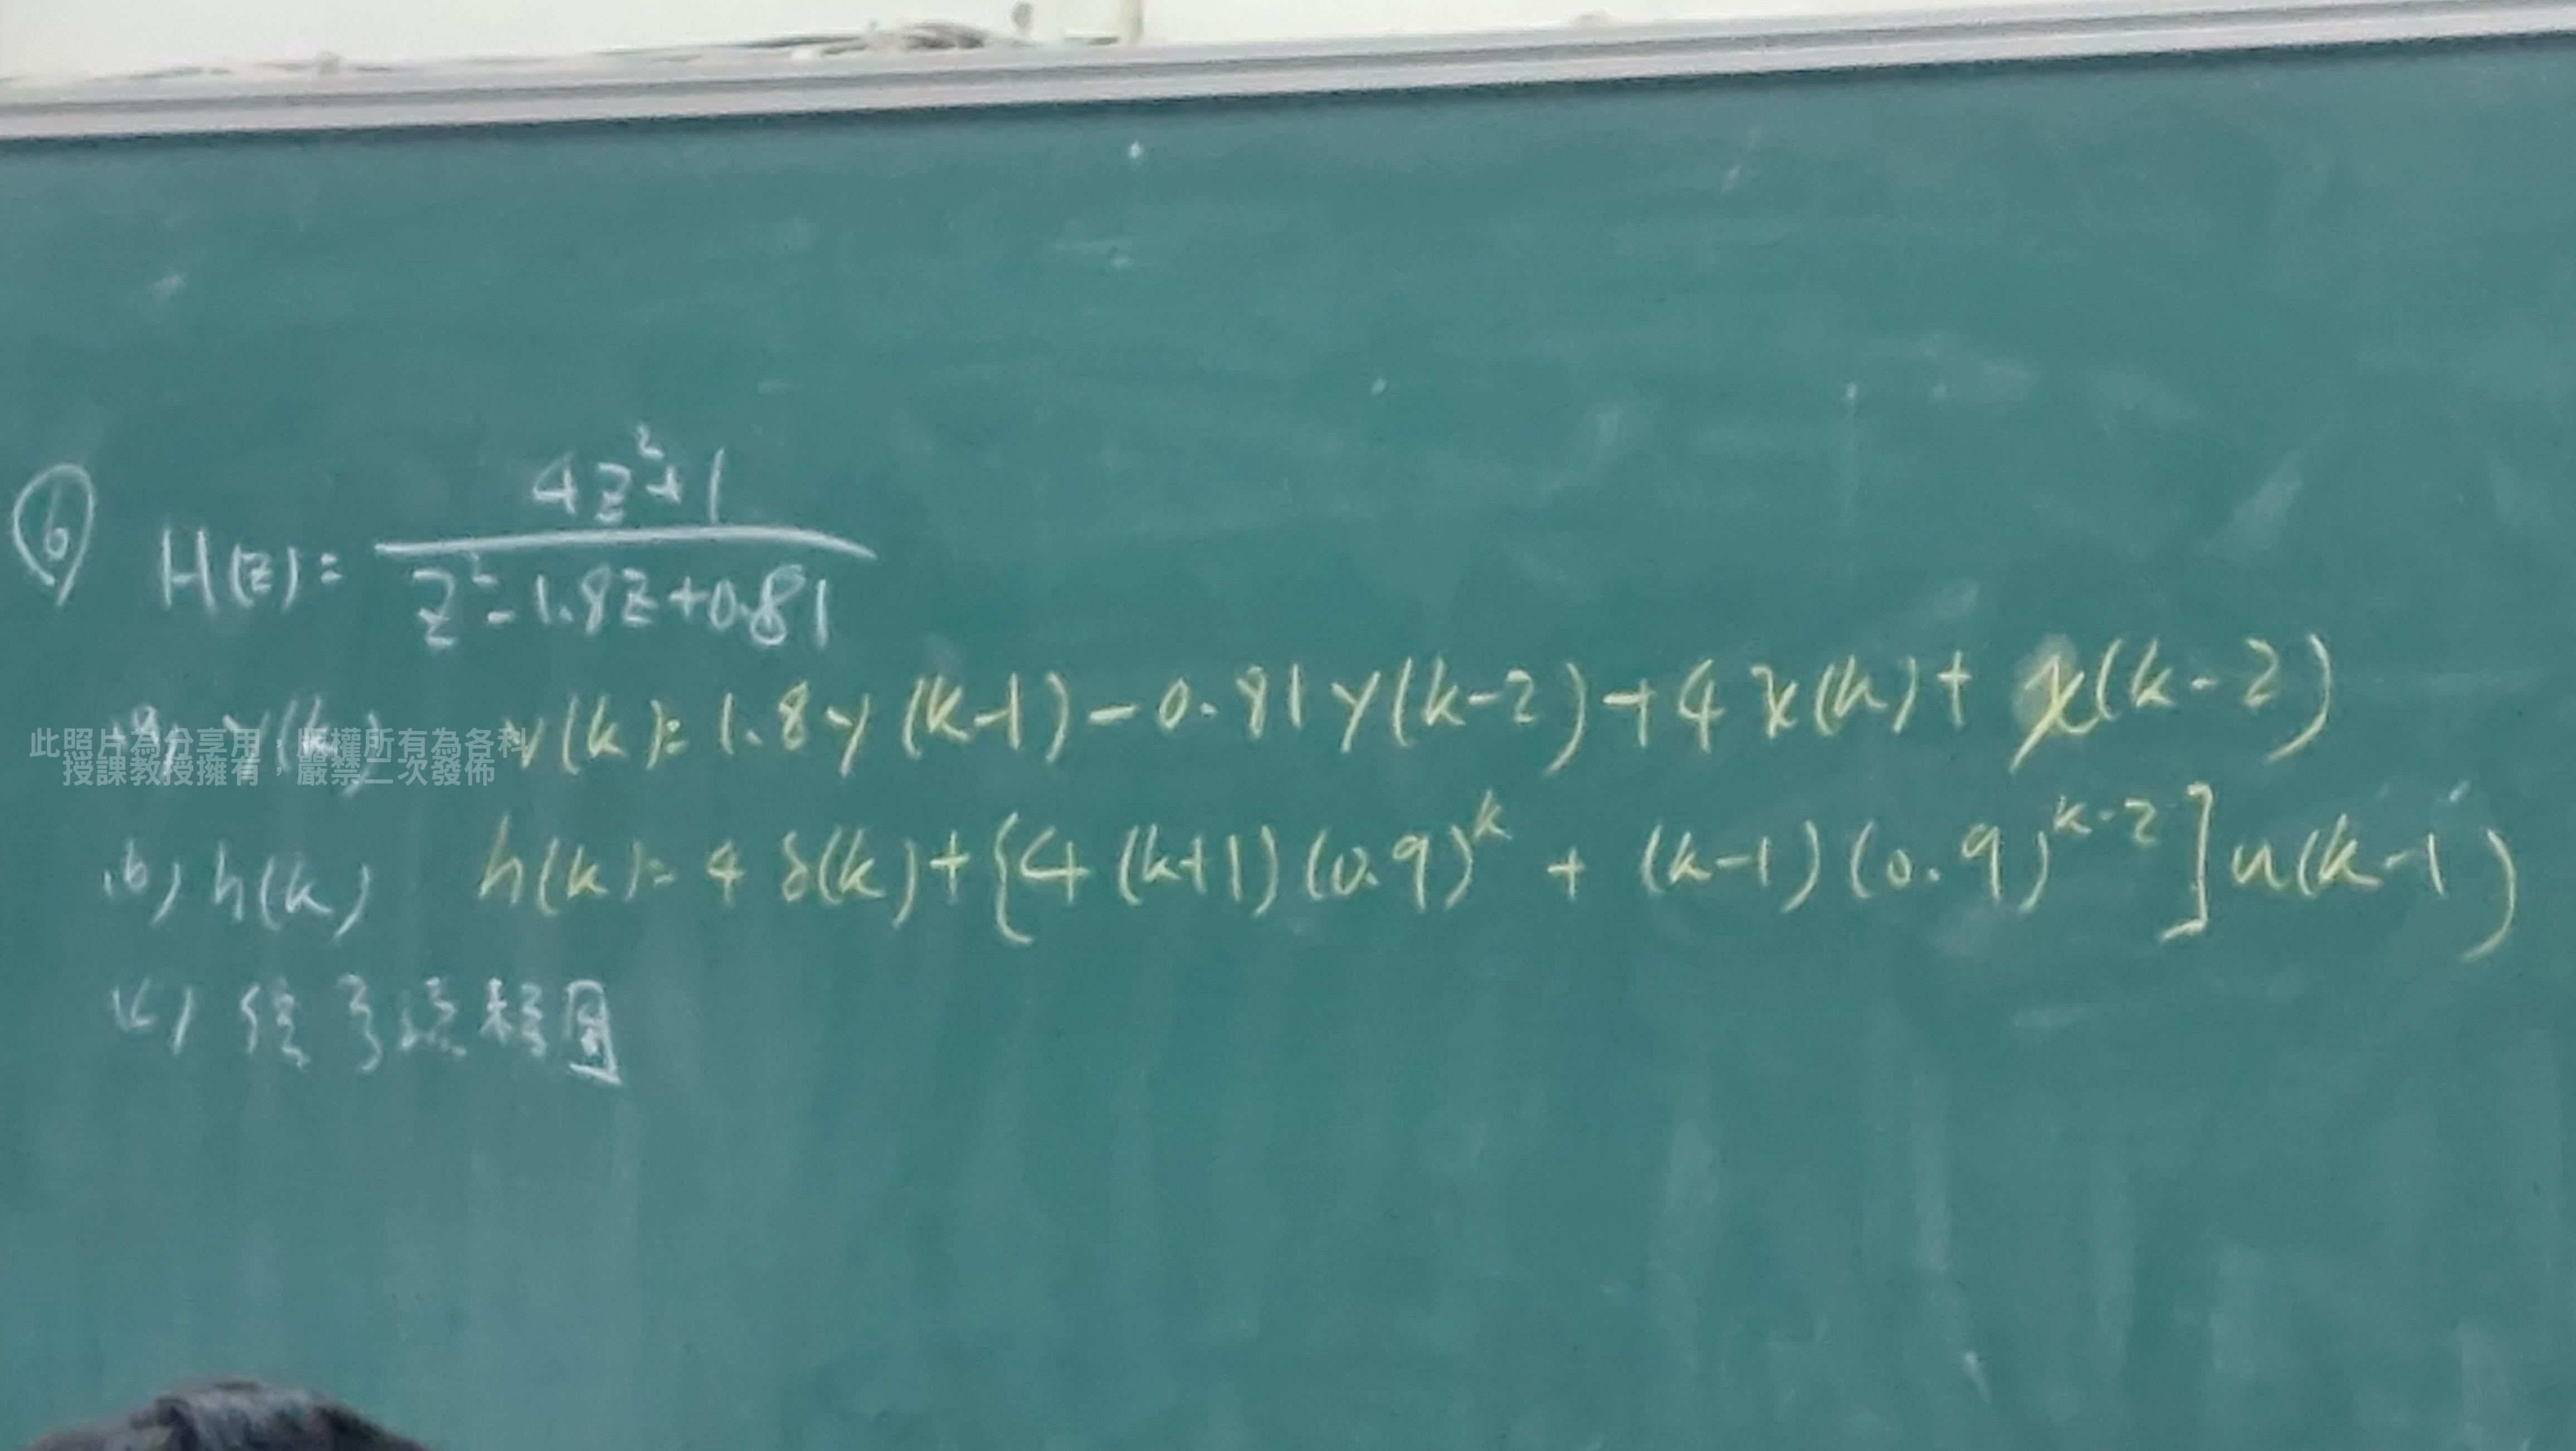 ⑥ H(z) = \frac{4z^2+1}{z^2-1.8z+0.81}
(a) y(k) y(k) = 1.8y(k-1) - 0.81y(k-2) + 4x(k) + x(k-2)
(b) h(k) h(k) = 4δ(k) + {4(k+1)(0.9)^k + (k-1)(0.9)^{k-2}]u(k-1)
(c) 信号流程圖
此照片為分享用，版權所有為各科
授課教授擁有，嚴禁二次發佈